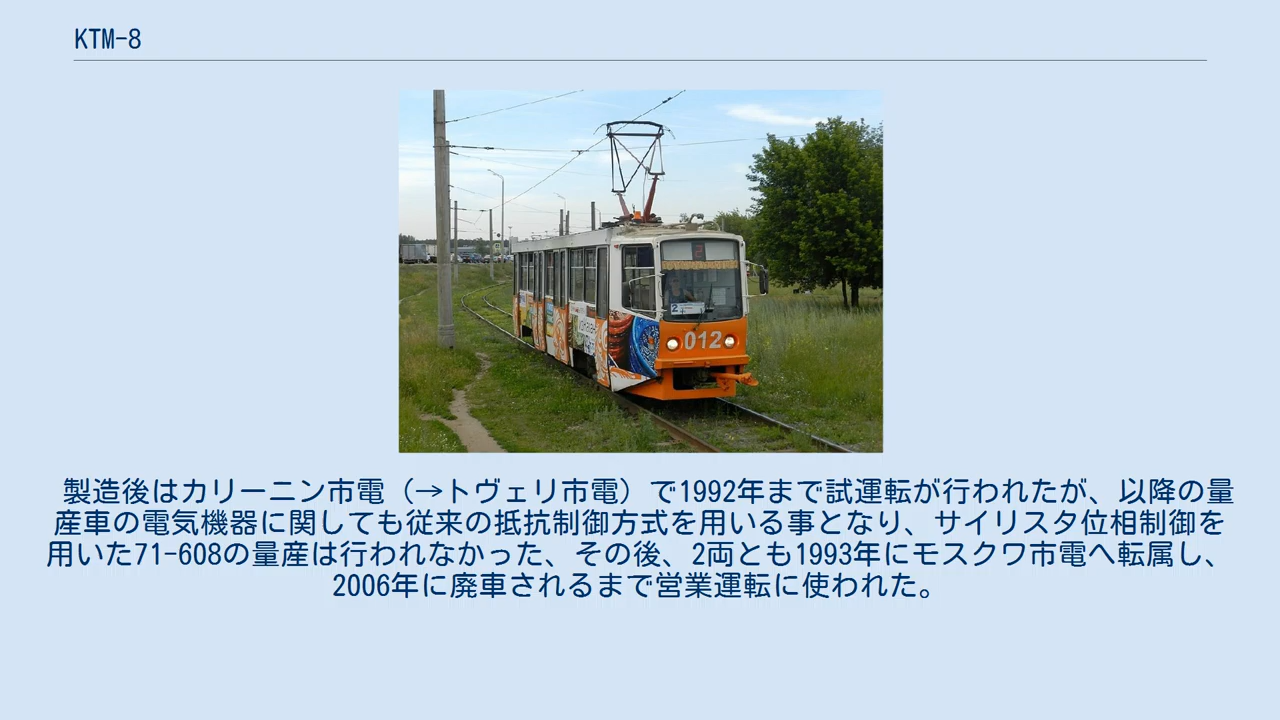 KTM-8
2
2
012
製造後はカリーニン市電（→トヴェリ市電）で1992年まで試運転が行われたが、以降の量
産車の電気機器に関しても従来の抵抗制御方式を用いる事となり、サイリスタ位相制御を
用いた71-608の量産は行われなかった、その後、2両とも1993年にモスクワ市電へ転属し、
2006年に廃車されるまで営業運転に使われた。